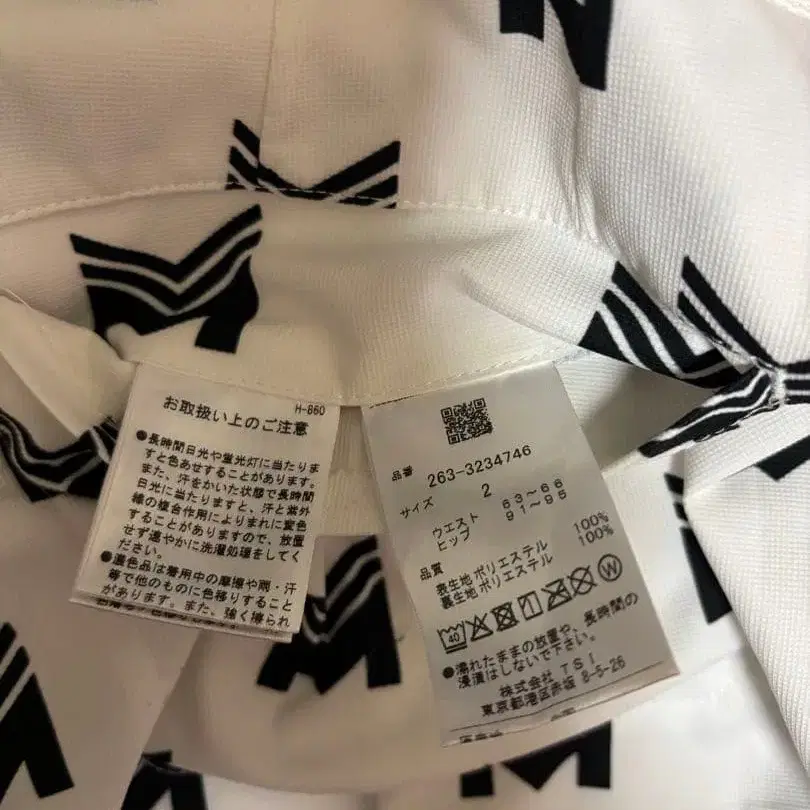 お取扱い上のご注意
H-860
●長時間日光や蛍光灯に当たりま
すと色あせすることがあります。
また、汗をかいた状態で長時間
日光に当たりますと、汗と紫外
線の複合作用によりまれに変色
することがありますので、放置
せず速やかに洗濯処理をしてく
ださい。
●濃色品は着用中の摩擦や雨・汗
等で他のものに色移りすること
があります。また、強く擦られ
品番 263-3234746
サイズ 2
ウエスト 63〜66
ヒップ 91〜95
品質
表生地 ポリエステル 100%
裏生地 ポリエステル 100%
40
W
●濡れたままの放置や、長時間の
浸漬はしないで下さい。
株式会社 TSI
東京都港区赤坂 8-5-26